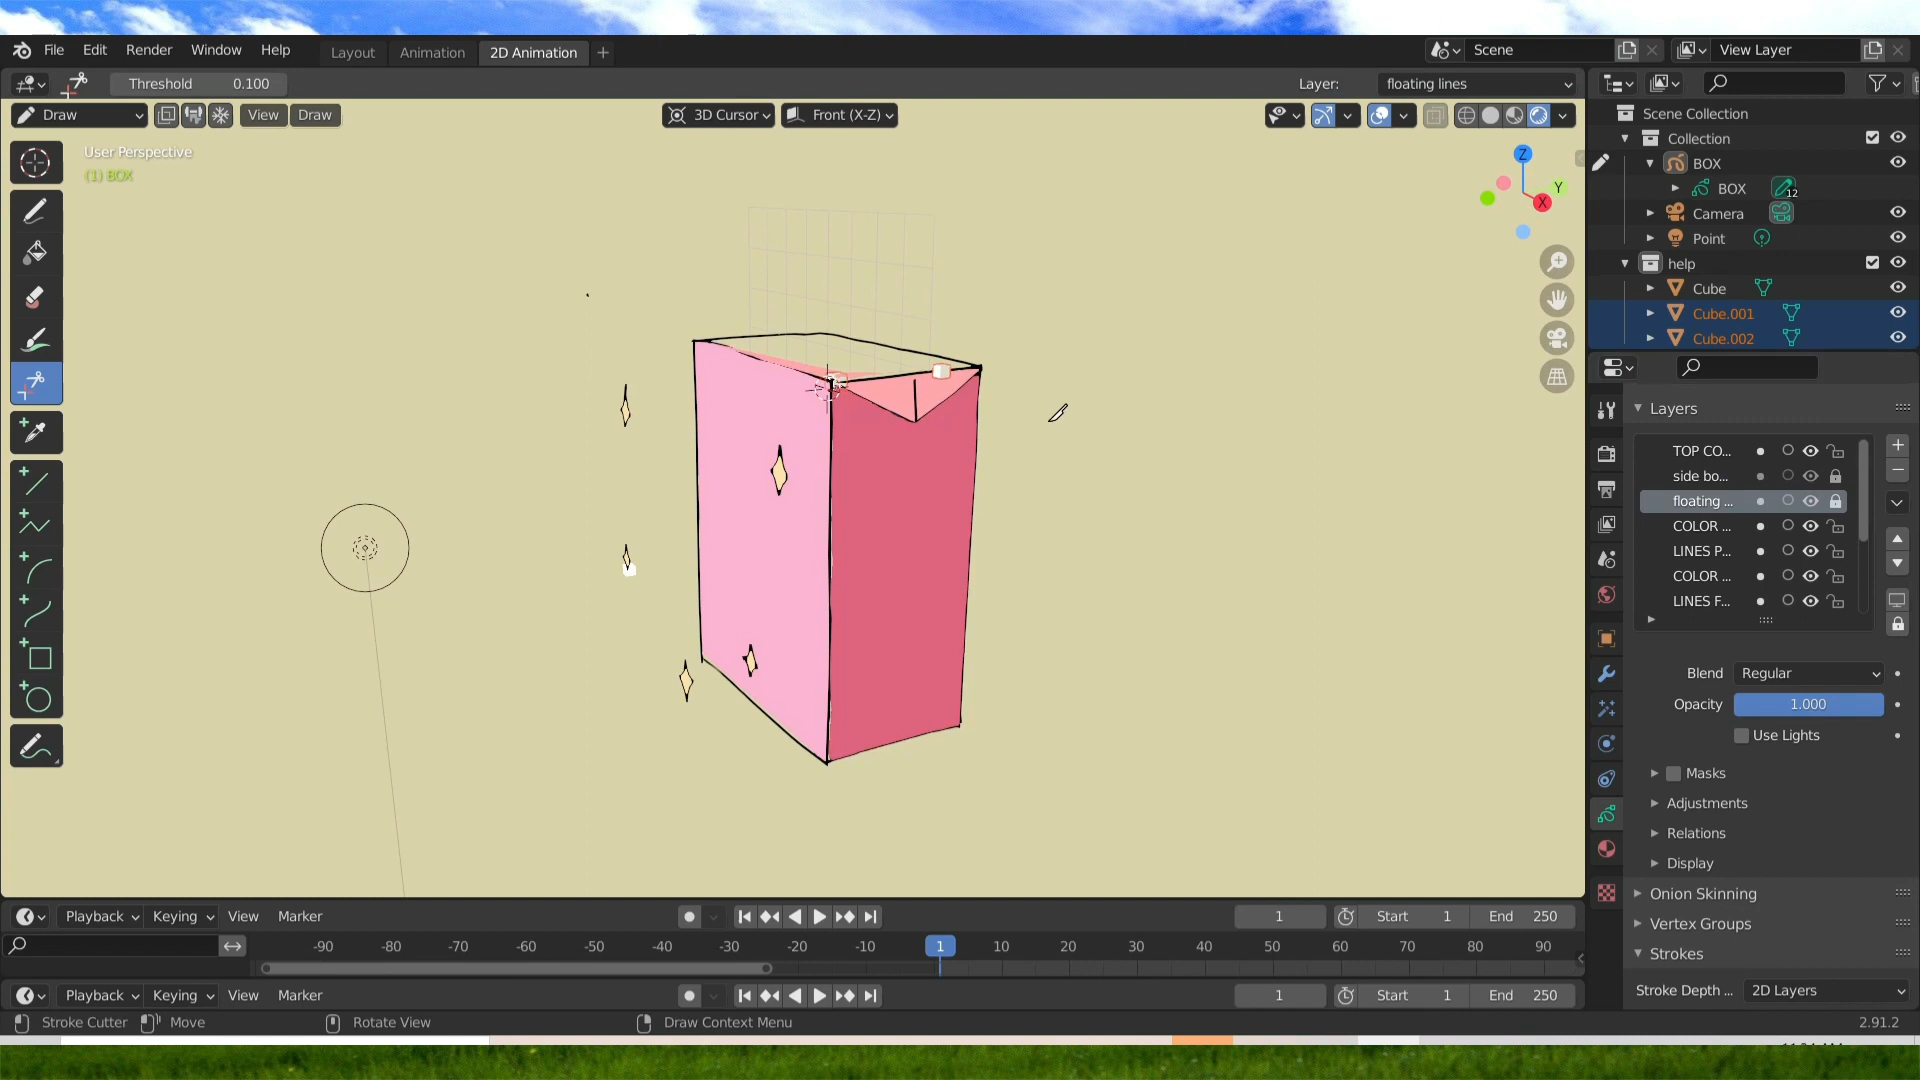 File Edit Render Window Help Layout Animation 2D Animation + Scene View Layer
Threshold 0.100 Layer: floating lines
Draw View Draw 3D Cursor Front (X-Z)
User Perspective
(1) BOX
Z
Y
X
Scene Collection
Collection
BOX
BOX 12
Camera
Point
help
Cube
Cube.001
Cube.002
Layers
TOP CO...
side bo...
floating ...
COLOR ...
LINES P...
COLOR ...
LINES F...
Blend Regular
Opacity 1.000
Use Lights
Masks
Adjustments
Relations
Display
Onion Skinning
Vertex Groups
Strokes
Stroke Depth ... 2D Layers
Playback Keying View Marker 1 Start 1 End 250
-90 -80 -70 -60 -50 -40 -30 -20 -10 1 10 20 30 40 50 60 70 80 90
Playback Keying View Marker 1 Start 1 End 250
Stroke Cutter Move Rotate View Draw Context Menu 2.91.2